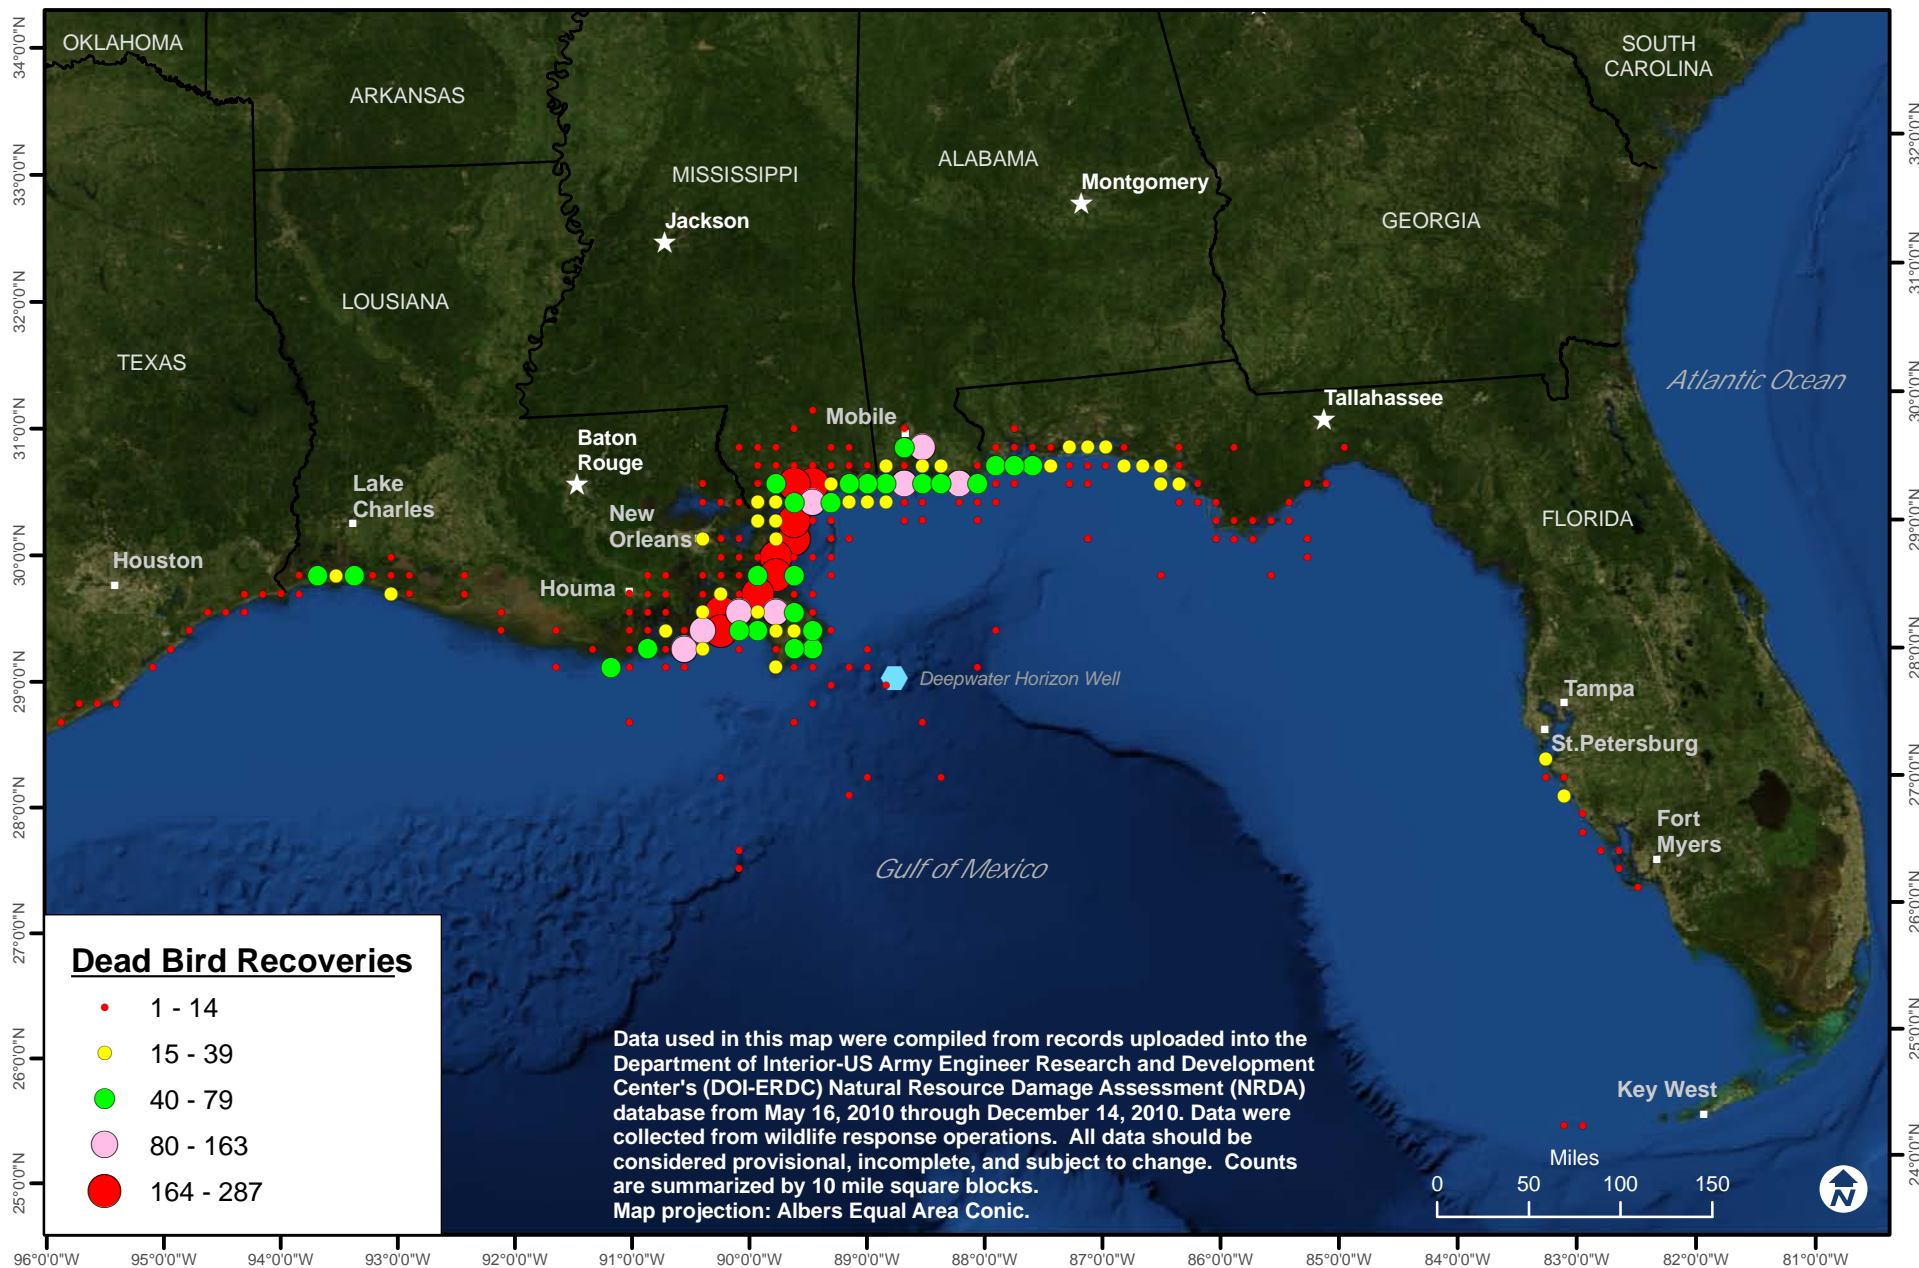 OKLAHOMA
ARKANSAS
SOUTH
CAROLINA
MISSISSIPPI
ALABAMA
Montgomery
Jackson
GEORGIA
LOUSIANA
TEXAS
Atlantic Ocean
Tallahassee
Mobile
Baton
Rouge
Lake
Charles
New
Orleans
FLORIDA
Houston
Houma
Deepwater Horizon Well
Tampa
St.Petersburg
Fort
Myers
Gulf of Mexico
Key West
Dead Bird Recoveries
1 - 14
15 - 39
40 - 79
80 - 163
164 - 287
Data used in this map were compiled from records uploaded into the
Department of Interior-US Army Engineer Research and Development
Center's (DOI-ERDC) Natural Resource Damage Assessment (NRDA)
database from May 16, 2010 through December 14, 2010. Data were
collected from wildlife response operations. All data should be
considered provisional, incomplete, and subject to change. Counts
are summarized by 10 mile square blocks.
Map projection: Albers Equal Area Conic.
Miles
0 50 100 150
N
34°0'0"N
33°0'0"N
32°0'0"N
31°0'0"N
30°0'0"N
29°0'0"N
28°0'0"N
27°0'0"N
26°0'0"N
25°0'0"N
32°0'0"N
31°0'0"N
30°0'0"N
29°0'0"N
28°0'0"N
27°0'0"N
26°0'0"N
25°0'0"N
24°0'0"N
96°0'0"W 95°0'0"W 94°0'0"W 93°0'0"W 92°0'0"W 91°0'0"W 90°0'0"W 89°0'0"W 88°0'0"W 87°0'0"W 86°0'0"W 85°0'0"W 84°0'0"W 83°0'0"W 82°0'0"W 81°0'0"W